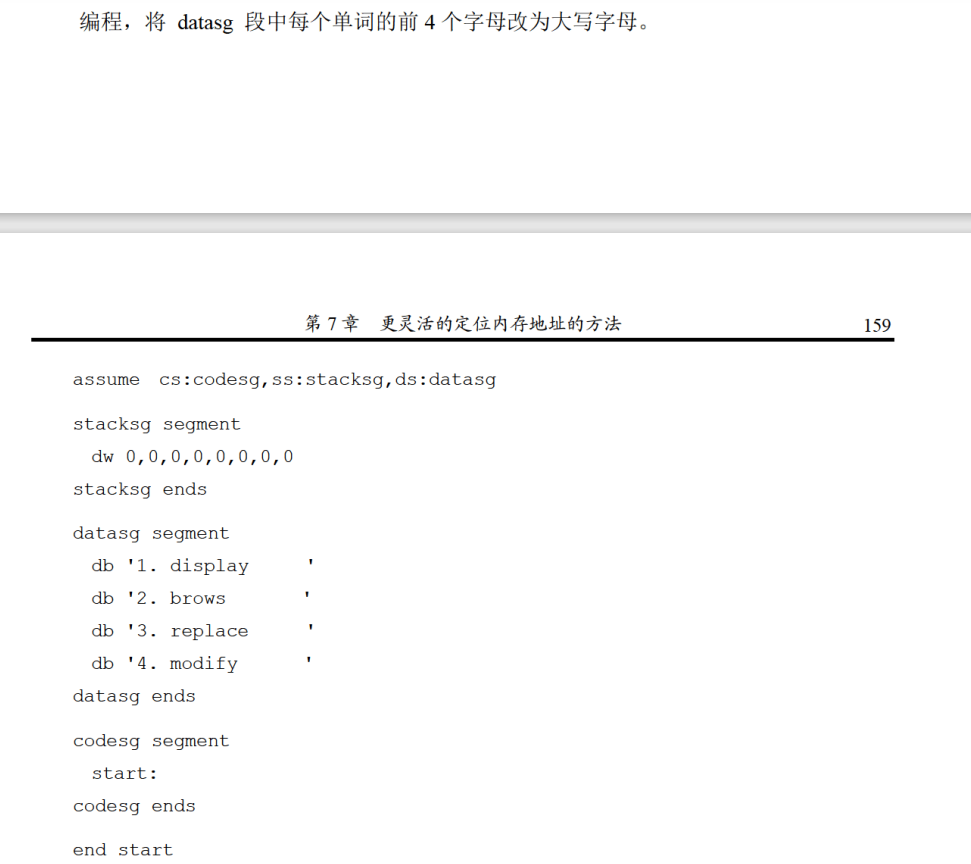 编程，将 datasg 段中每个单词的前 4 个字母改为大写字母。
第 7 章 更灵活的定位内存地址的方法 159
assume cs:codesg,ss:stacksg,ds:datasg
stacksg segment
dw 0,0,0,0,0,0,0,0
stacksg ends
datasg segment
db '1. display      '
db '2. brows        '
db '3. replace      '
db '4. modify       '
datasg ends
codesg segment
start:
codesg ends
end start